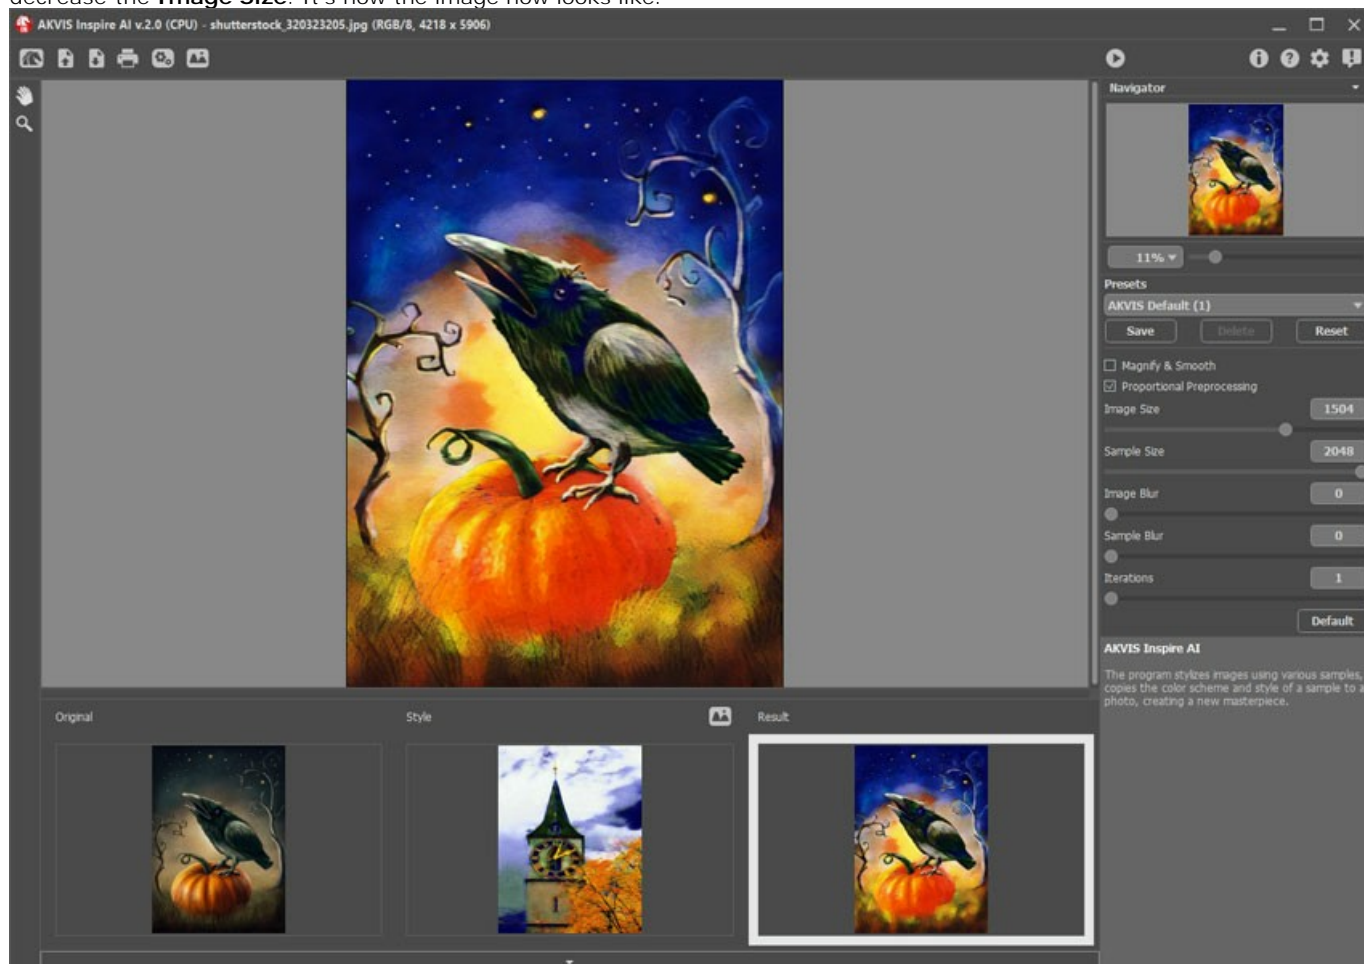 decrease the Image Size. It's how the image now looks like:
AKVIS Inspire AI v.2.0 (CPU) - shutterstock_320323205.jpg (RGB/8, 4218 x 5906)
Navigator
11%
Presets
AKVIS Default (1)
Save Delete Reset
Magnify & Smooth
Proportional Preprocessing
Image Size 1504
Sample Size 2048
Image Blur 0
Sample Blur 0
Iterations 1
Default
AKVIS Inspire AI
The program stylizes images using various samples,
copies the color scheme and style of a sample to a
photo, creating a new masterpiece.
Original Style Result